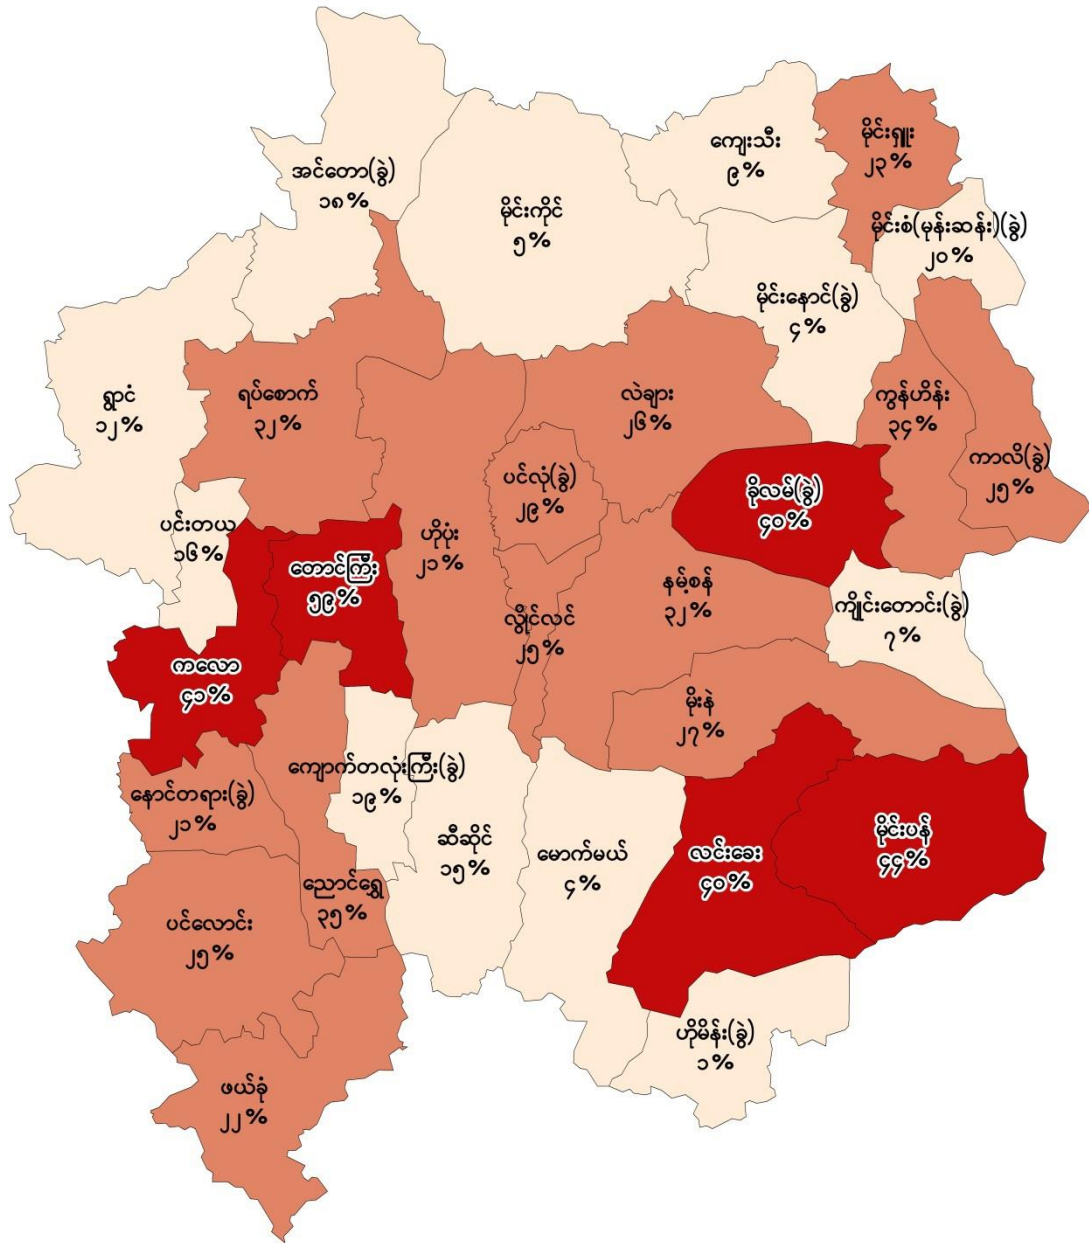 ကျေးသီး
၉%
မိုင်းရှူး
၂၃%
အင်တော(ခွဲ)
၁၈%
မိုင်းကိုင်
၅%
မိုင်းစံ(မုန်းဆန်း)(ခွဲ)
၂၀%
မိုင်းနောင်(ခွဲ)
၄%
ရွာငံ
၁၂%
ရပ်စောက်
၃၂%
လဲချား
၂၆%
ကွန်ဟိန်း
၃၄%
ကာလိ(ခွဲ)
၂၅%
ပင်လုံ(ခွဲ)
၂၉%
ခိုလမ်(ခွဲ)
၄၀%
ပင်းတယ
၁၆%
ဟိုပုံး
၂၁%
တောင်ကြီး
၅၉%
နမ့်စန်
၃၂%
ကျိုင်းတောင်း(ခွဲ)
၇%
လွိုင်လင်
၂၅%
ကလော
၄၁%
မိုးနဲ
၂၇%
ကျောက်တလုံးကြီး(ခွဲ)
၁၉%
နောင်တရား(ခွဲ)
၂၁%
ဆီဆိုင်
၁၅%
မောက်မယ်
၄%
လင်းခေး
၄၀%
မိုင်းပန်
၄၄%
ညောင်ရွှေ
၃၅%
ပင်လောင်း
၂၅%
ဟိုမိန်း(ခွဲ)
၁%
ဖယ်ခုံ
၂၂%